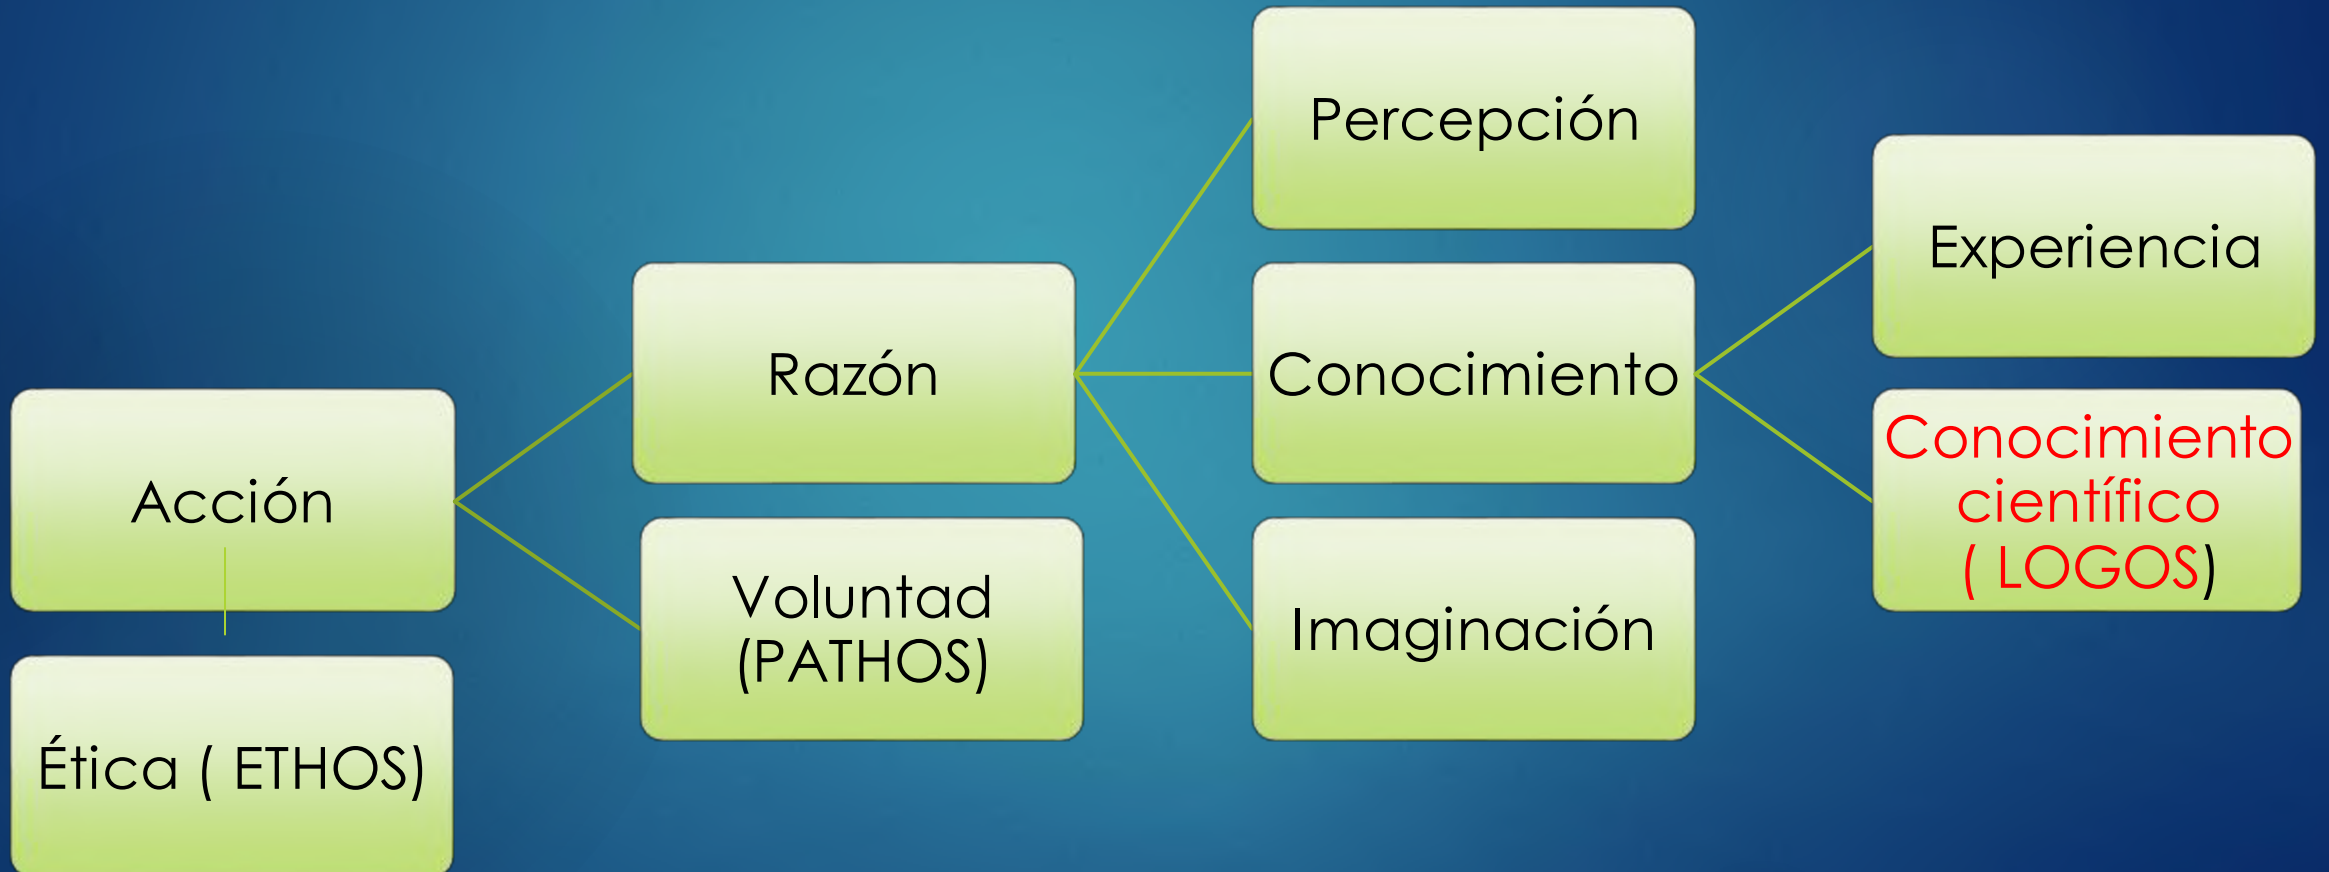 Percepción
Experiencia
Razón
Conocimiento
Acción
Conocimiento
científico
( LOGOS)
Voluntad
(PATHOS)
Imaginación
Ética ( ETHOS)